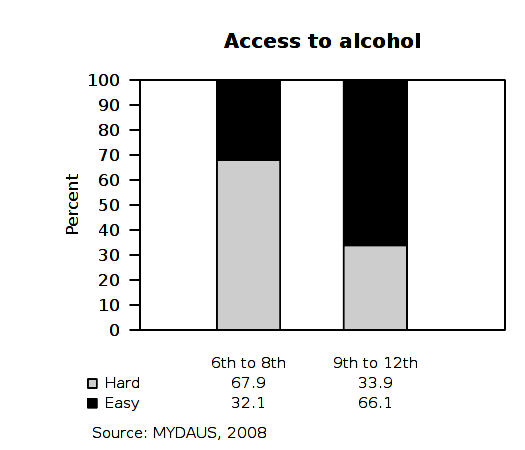 Access to alcohol
Percent
100
90
80
70
60
50
40
30
20
10
0
6th to 8th 9th to 12th
Hard 67.9 33.9
Easy 32.1 66.1
Source: MYDAUS, 2008